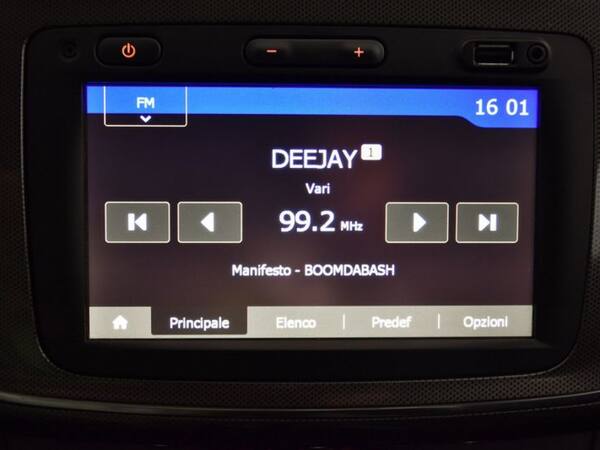 FM
16 01
DEEJAY 1
Vari
99.2 MHz
Manifesto - BOOMDABASH
Principale Elenco Predef Opzioni